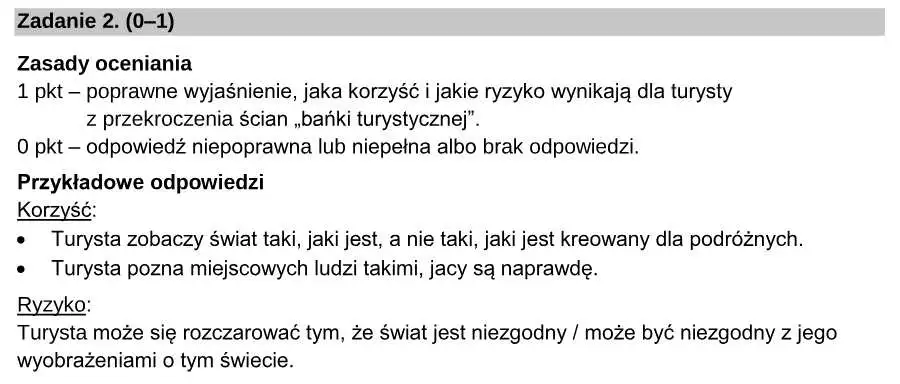 Zadanie 2. (0–1)
Zasady oceniania
1 pkt – poprawne wyjaśnienie, jaka korzyść i jakie ryzyko wynikają dla turysty
z przekroczenia ścian „bańki turystycznej”.
0 pkt – odpowiedź niepoprawna lub niepełna albo brak odpowiedzi.
Przykładowe odpowiedzi
Korzyść:
• Turysta zobaczy świat taki, jaki jest, a nie taki, jaki jest kreowany dla podróżnych.
• Turysta pozna miejscowych ludzi takimi, jacy są naprawdę.
Ryzyko:
Turysta może się rozczarować tym, że świat jest niezgodny / może być niezgodny z jego
wyobrażeniami o tym świecie.